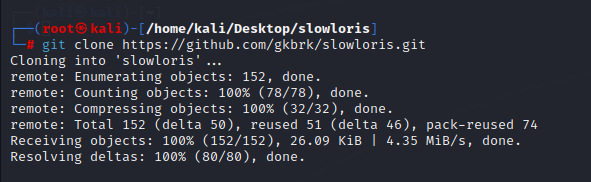 ┌──(root㉿kali)-[/home/kali/Desktop/slowloris]
└─# git clone https://github.com/gkbrk/slowloris.git
Cloning into 'slowloris'...
remote: Enumerating objects: 152, done.
remote: Counting objects: 100% (78/78), done.
remote: Compressing objects: 100% (32/32), done.
remote: Total 152 (delta 50), reused 51 (delta 46), pack-reused 74
Receiving objects: 100% (152/152), 26.09 KiB | 4.35 MiB/s, done.
Resolving deltas: 100% (80/80), done.